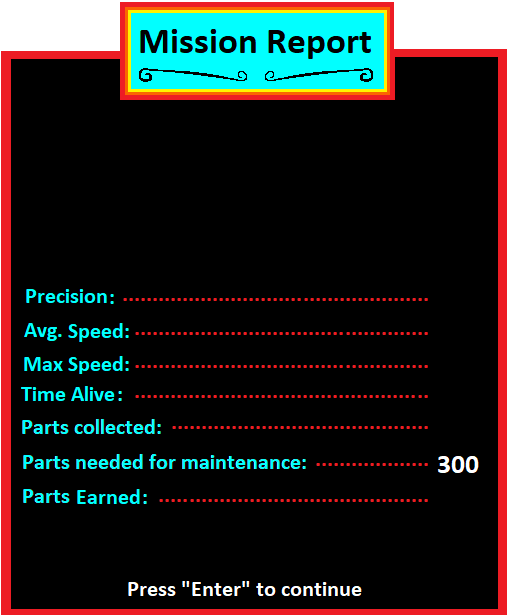 Mission Report
Precision: ..................................................
Avg. Speed: ................................................
Max Speed: ................................................
Time Alive: ................................................
Parts collected: ..........................................
Parts needed for maintenance: ................... 300
Parts Earned: ............................................
Press "Enter" to continue